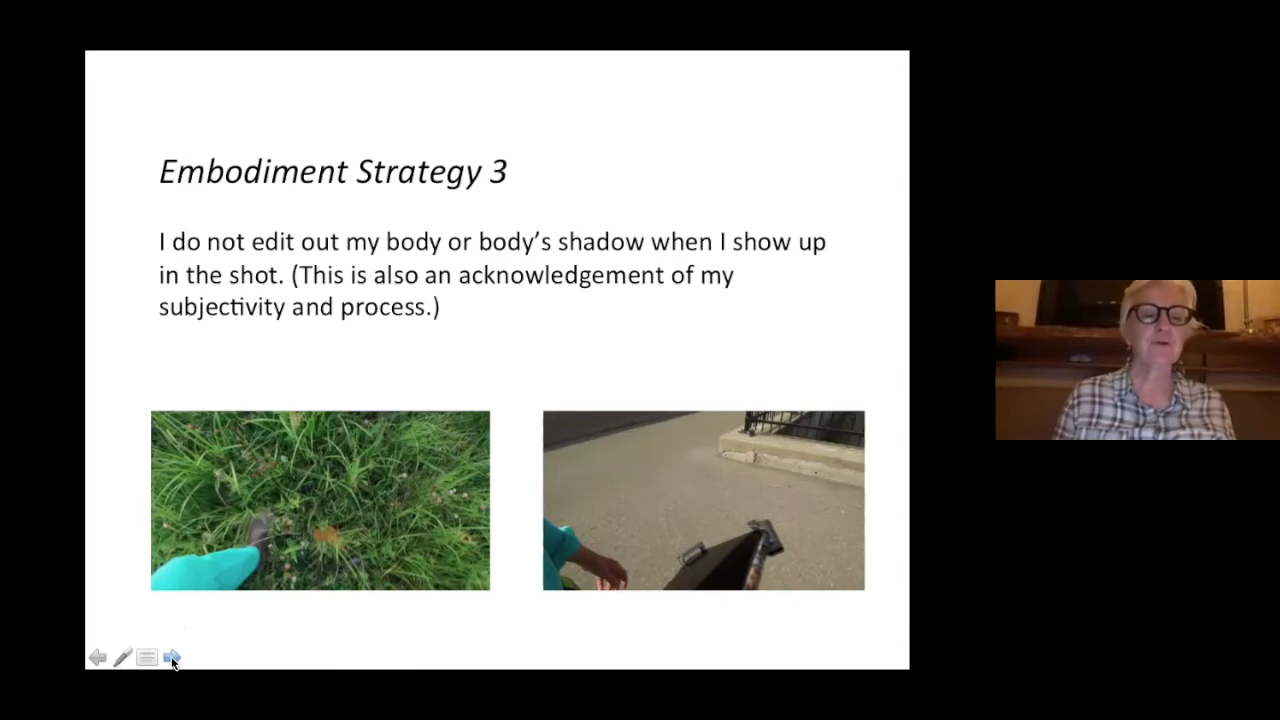 Embodiment Strategy 3
I do not edit out my body or body’s shadow when I show up
in the shot. (This is also an acknowledgement of my
subjectivity and process.)